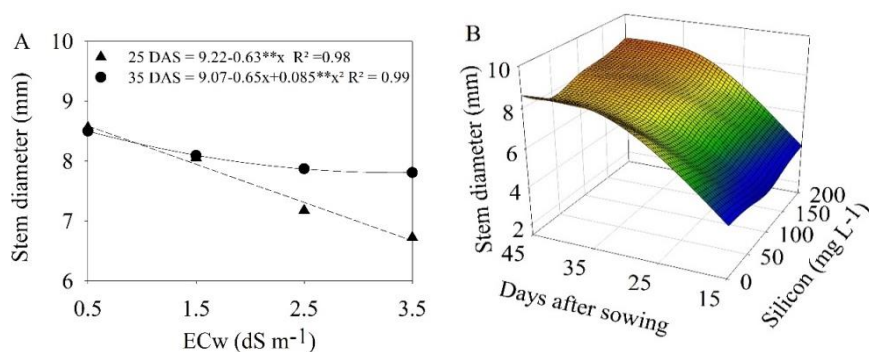 A
10
9
8
7
6
Stem diameter (mm)
25 DAS = 9.22-0.63**x R² =0.98
35 DAS = 9.07-0.65x+0.085**x² R² = 0.99
0.5 1.5 2.5 3.5
ECw (dS m-1)
B
10
8
6
4
2
Stem diameter (mm)
45 35 25 15
Days after sowing
0 50 100 150 200
Silicon (mg L-1)